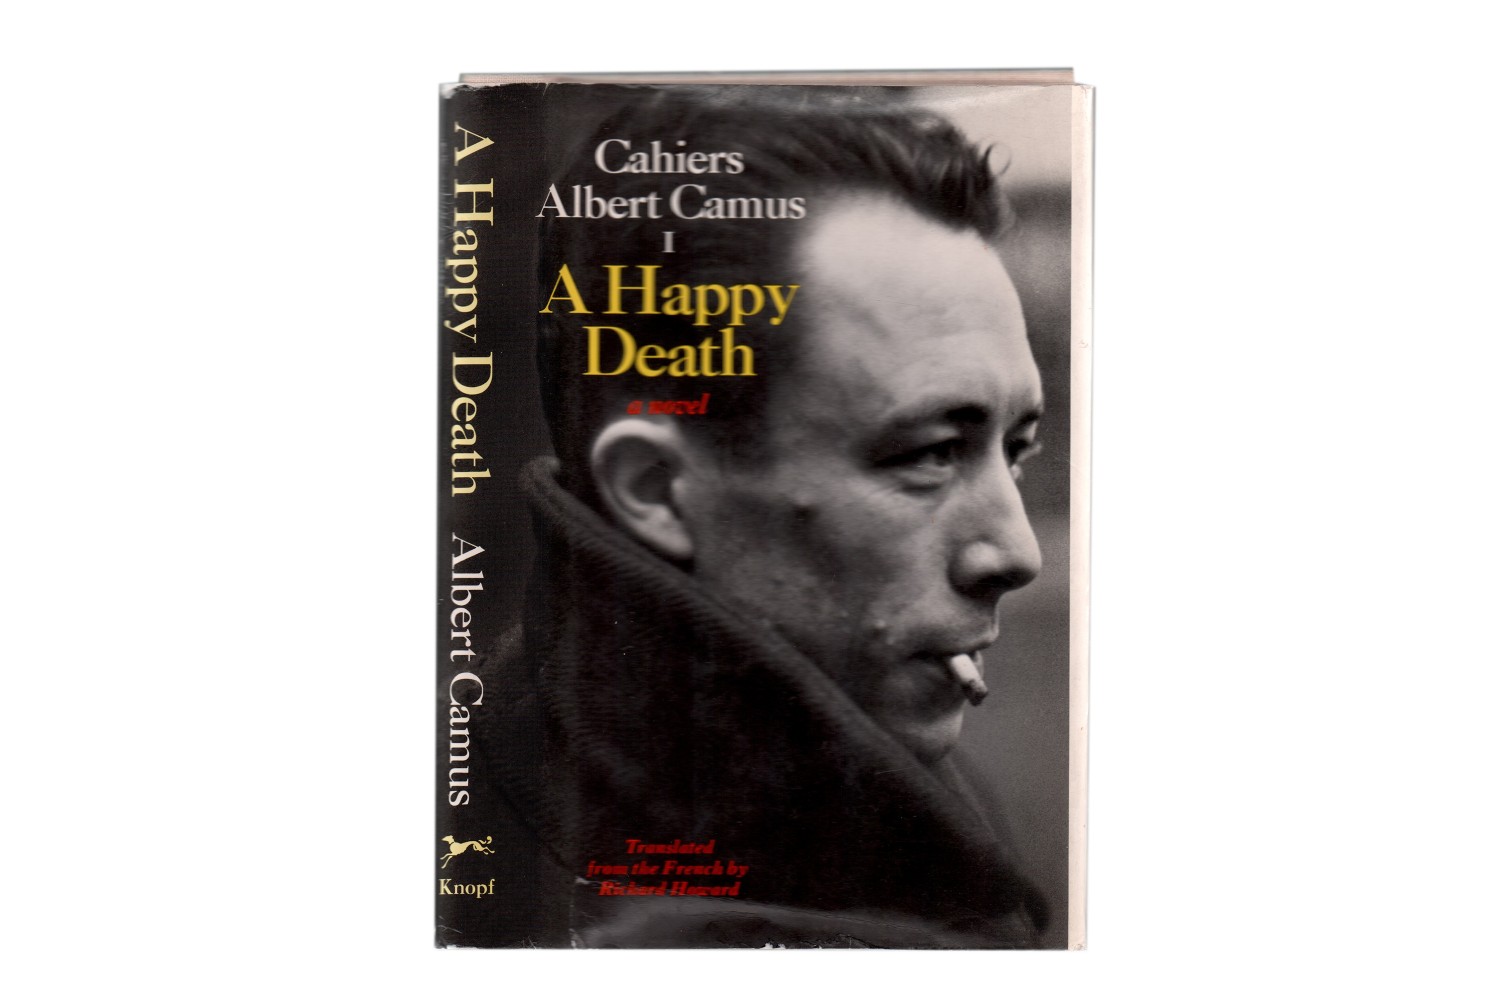 A Happy Death Albert Camus
Knopf
Cahiers
Albert Camus
I
A Happy
Death
a novel
Translated
from the French by
Richard Howard